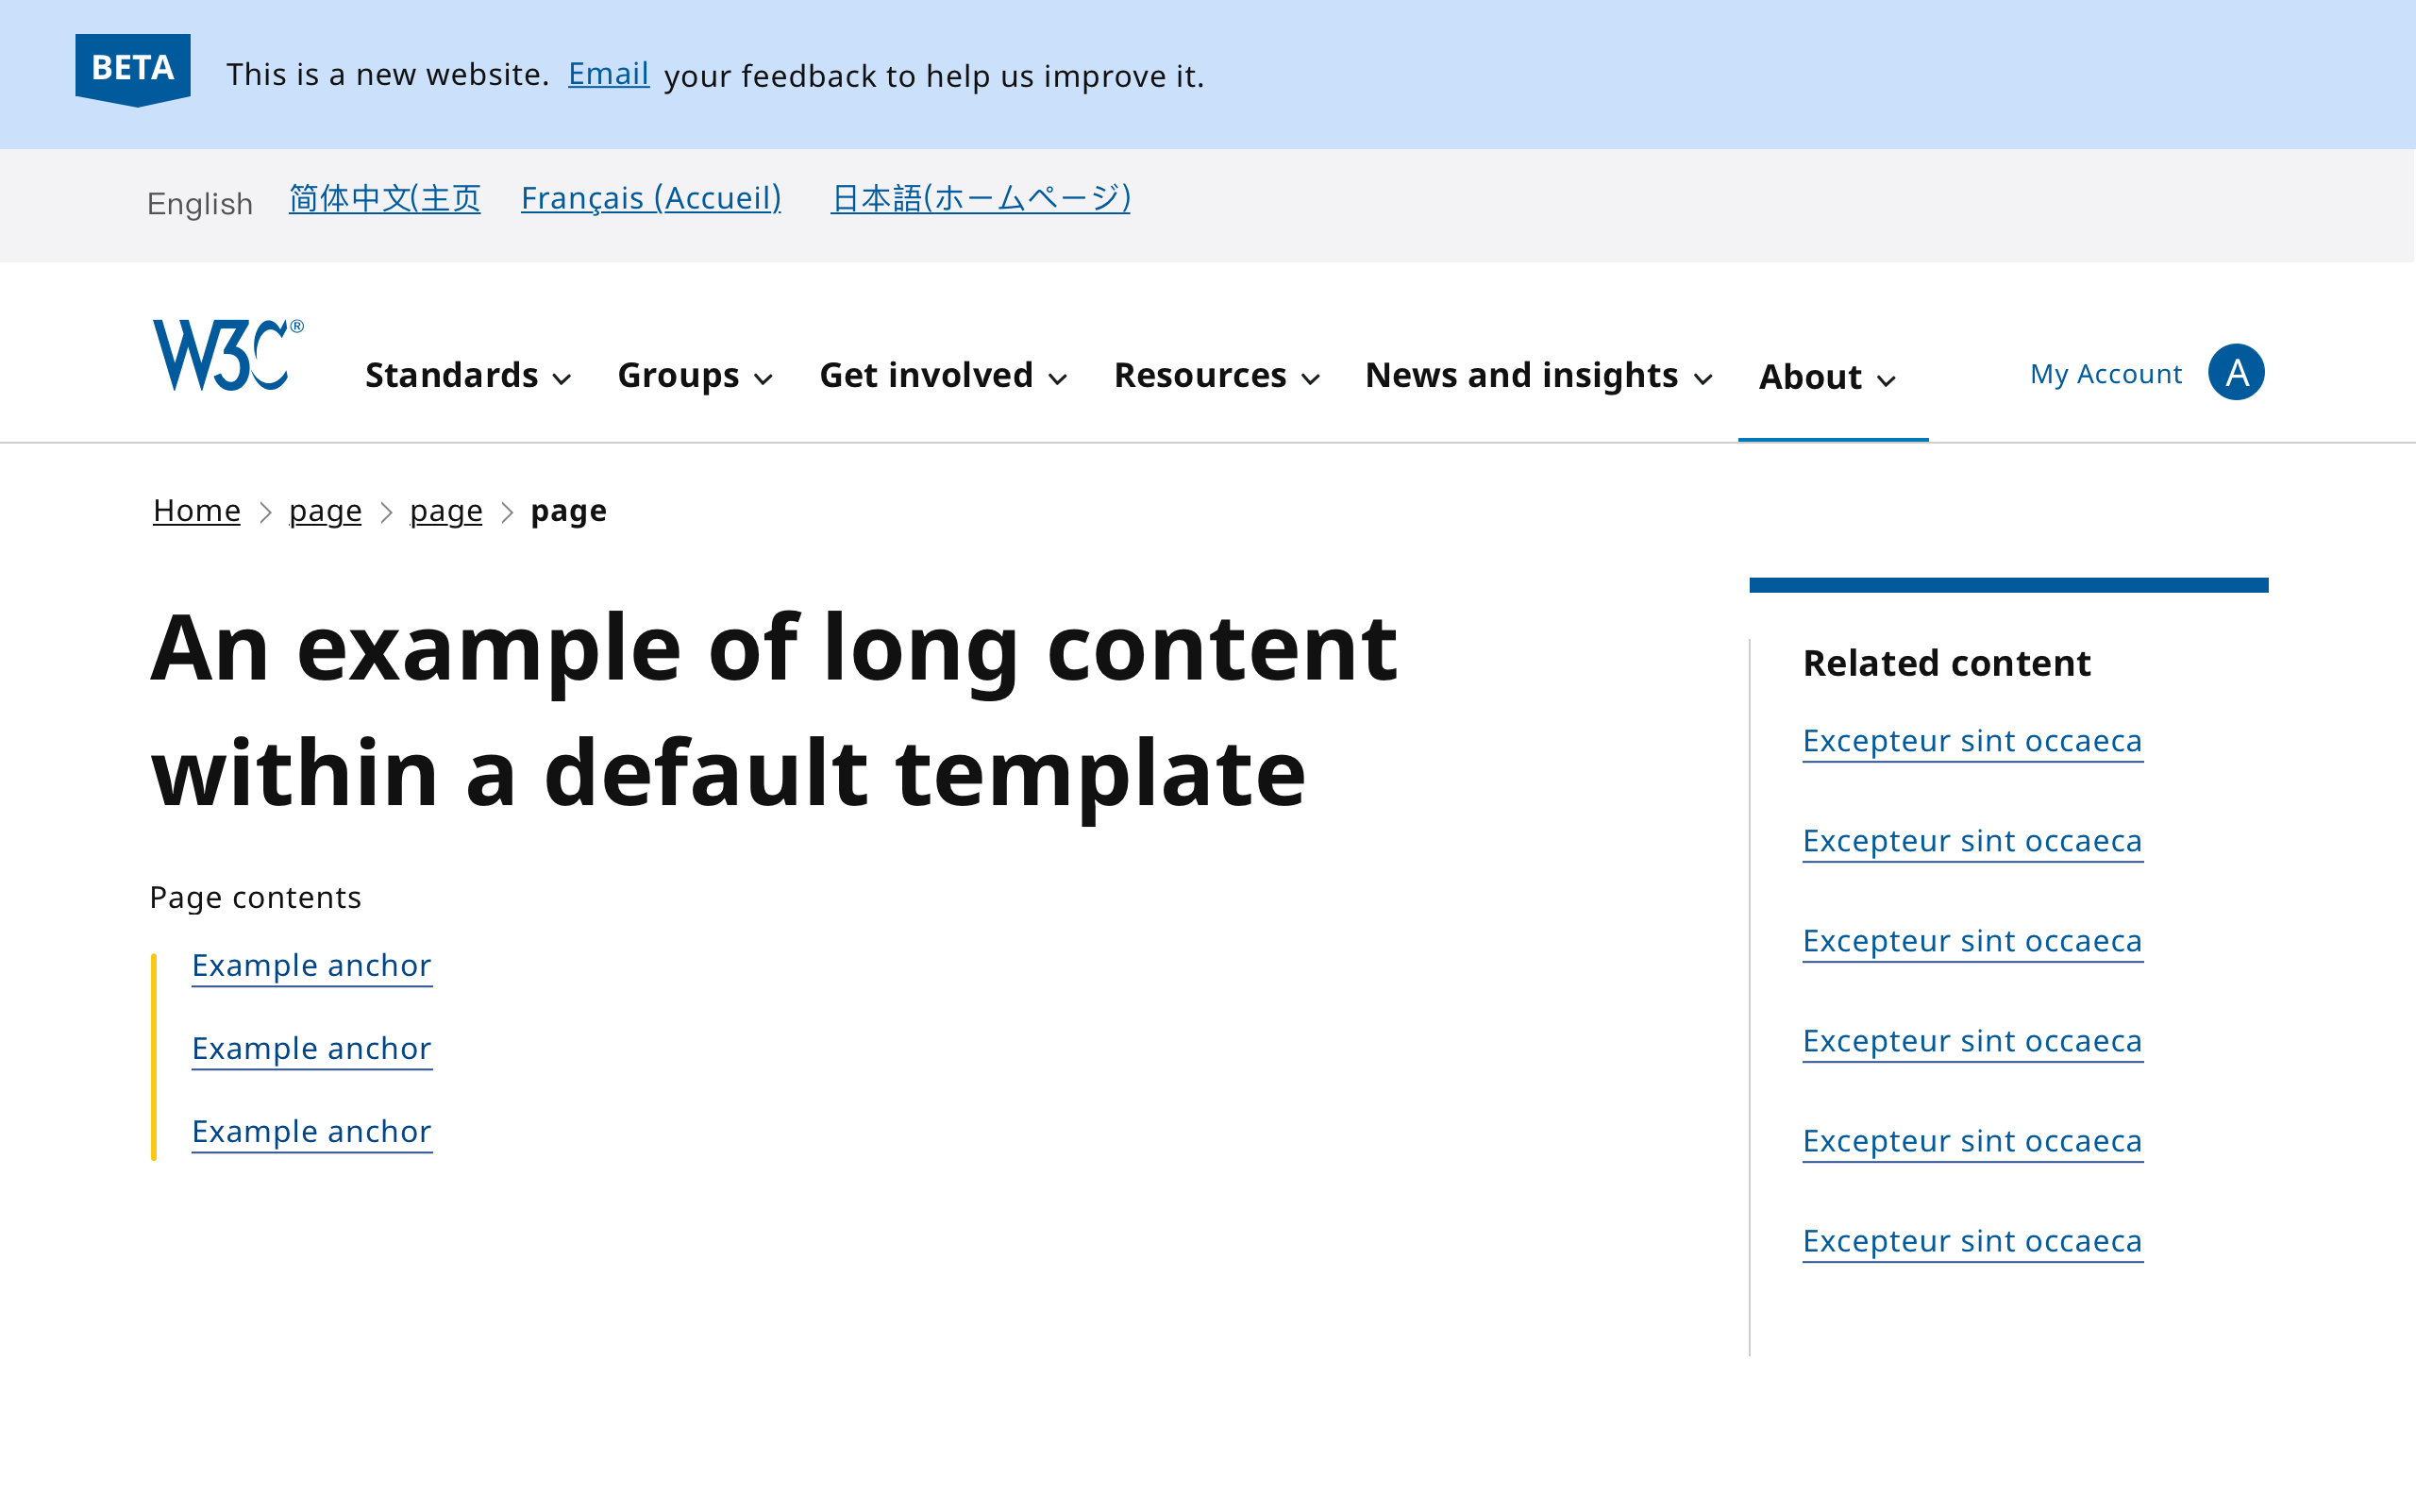 BETA This is a new website. Email your feedback to help us improve it.
English 简体中文(主页 Français (Accueil) 日本語(ホームページ)
W3C® Standards Groups Get involved Resources News and insights About My Account A
Home page page page
An example of long content
within a default template
Page contents
Example anchor
Example anchor
Example anchor
Related content
Excepteur sint occaeca
Excepteur sint occaeca
Excepteur sint occaeca
Excepteur sint occaeca
Excepteur sint occaeca
Excepteur sint occaeca